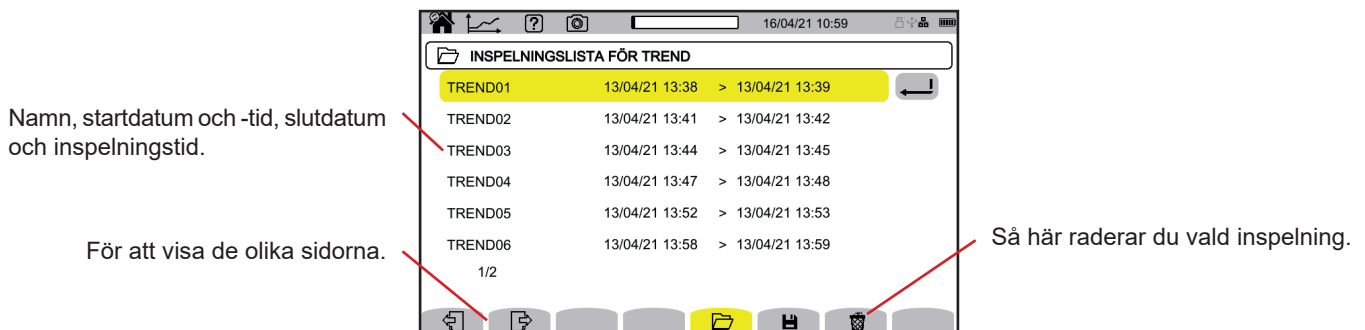 16/04/21 10:59
INSPELNINGSLISTA FÖR TREND
TREND01 13/04/21 13:38 > 13/04/21 13:39
TREND02 13/04/21 13:41 > 13/04/21 13:42
TREND03 13/04/21 13:44 > 13/04/21 13:45
TREND04 13/04/21 13:47 > 13/04/21 13:48
TREND05 13/04/21 13:52 > 13/04/21 13:53
TREND06 13/04/21 13:58 > 13/04/21 13:59
1/2
Namn, startdatum och -tid, slutdatum
och inspelningstid.
För att visa de olika sidorna.
Så här raderar du vald inspelning.